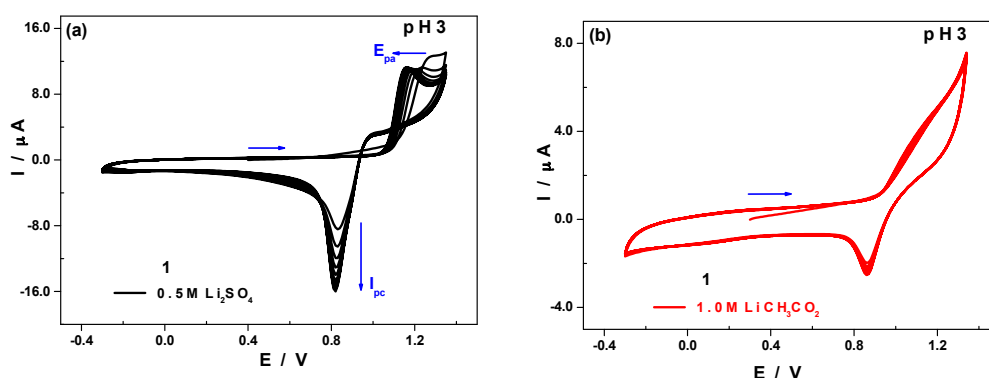 (a)
pH 3
Epa
16.0
8.0
0.0
-8.0
-16.0
I / μA
Ipc
1
0.5M Li₂SO₄
-0.4 0.0 0.4 0.8 1.2
E / V
(b)
pH 3
8.0
4.0
0.0
-4.0
I / μA
1
1.0M LiCH₃CO₂
-0.4 0.0 0.4 0.8 1.2
E / V